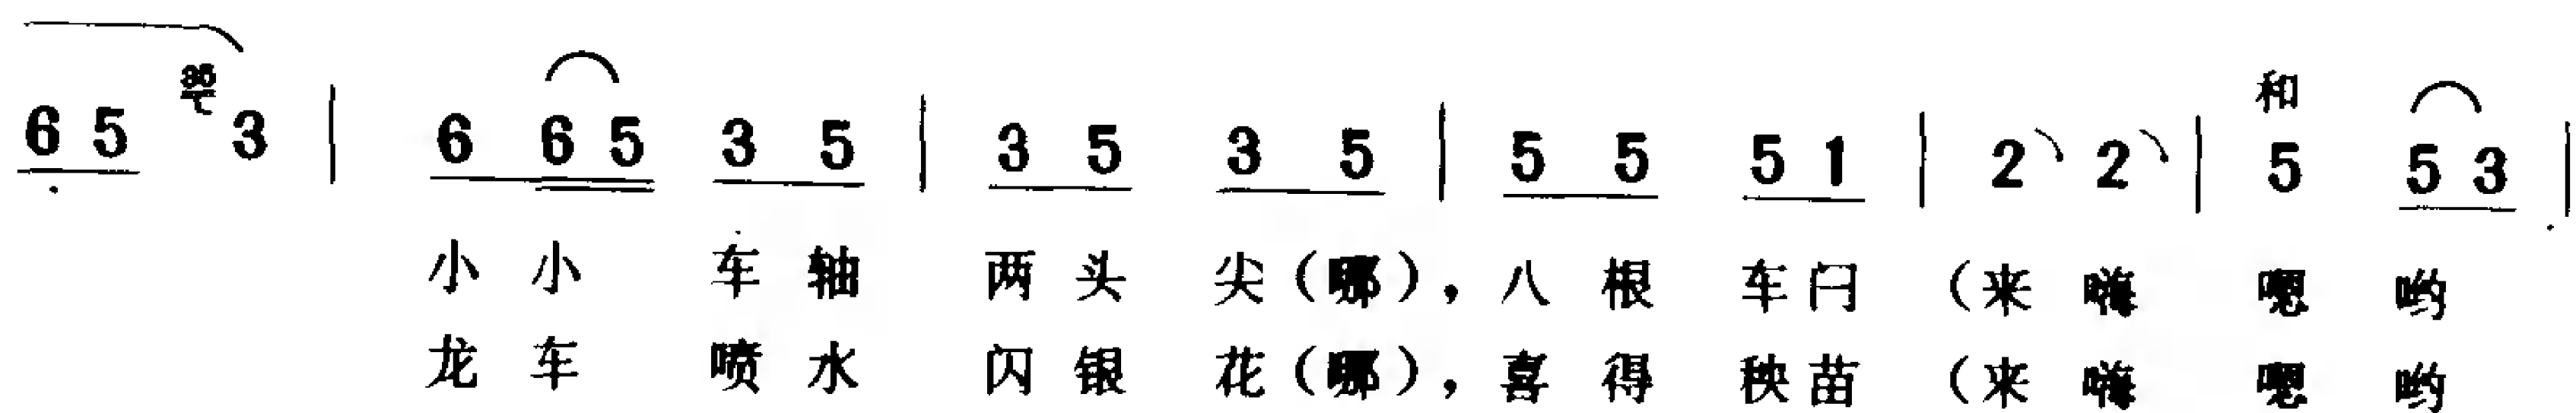 和
6 5 35 3 | 6 6 5 3 5 | 3 5 3 5 | 5 5 5 1 | 2 2 | 5 5 3 |
小 小 车 轴 两 头 尖（哪），八 根 车 闩 （来 嗨 嗯 哟
龙 车 喷 水 闪 银 花（哪），喜 得 秧 苗 （来 嗨 嗯 哟